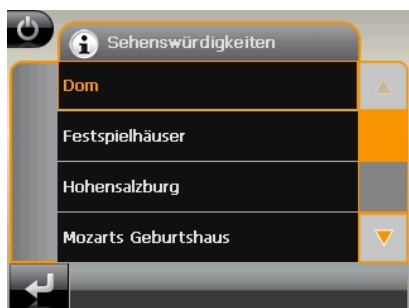 Sehenswürdigkeiten
Dom
Festspielhäuser
Hohensalzburg
Mozarts Geburtshaus